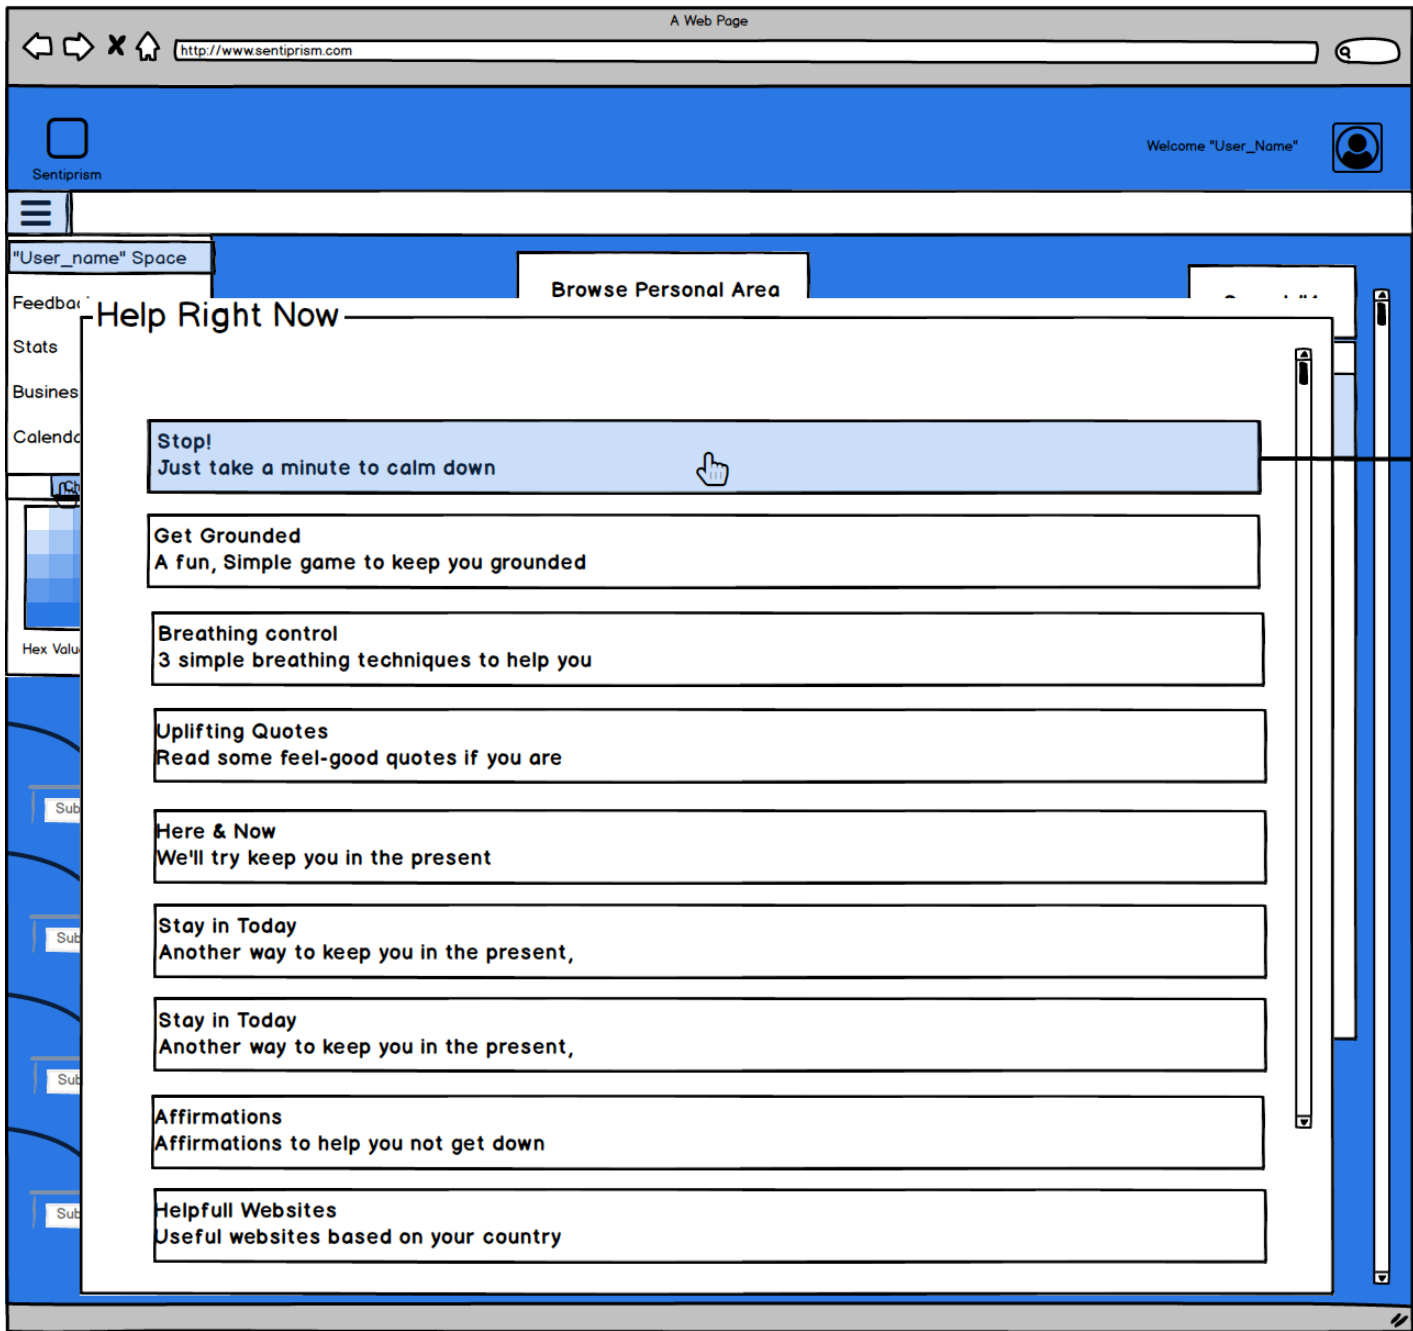 A Web Page
http://www.sentiprism.com
Sentiprism
Welcome "User_Name"
"User_name" Space
Browse Personal Area
Help Right Now
Stats
Stop!
Just take a minute to calm down
Get Grounded
A fun, Simple game to keep you grounded
Breathing control
3 simple breathing techniques to help you
Hex
Uplifting Quotes
Read some feel-good quotes if you are
Here & Now
We'll try keep you in the present
Stay in Today
Another way to keep you in the present,
Stay in Today
Another way to keep you in the present,
Affirmations
Affirmations to help you not get down
Helpfull Websites
Useful websites based on your country